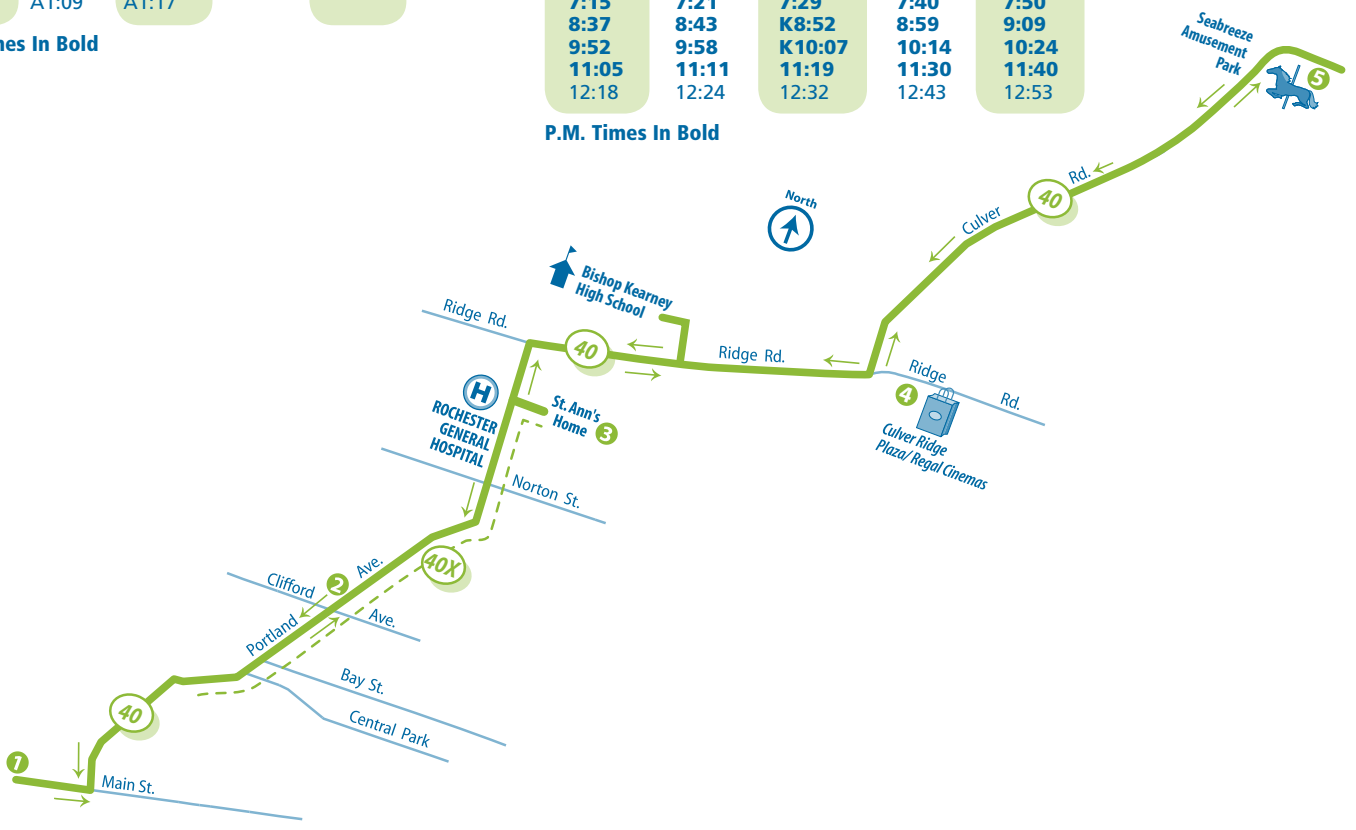 A1:09 A1:17
mes In Bold
7:15 7:21 7:29 7:40 7:50
8:37 8:43 K8:52 8:59 9:09
9:52 9:58 K10:07 10:14 10:24
11:05 11:11 11:19 11:30 11:40
12:18 12:24 12:32 12:43 12:53
P.M. Times In Bold
Seabreeze
Amusement
Park
5
Rd.
40
Culver
North
Bishop Kearney
High School
Ridge Rd.
40
Ridge Rd.
Ridge
Rd.
4
Culver Ridge
Plaza/Regal Cinemas
H
ROCHESTER
GENERAL
HOSPITAL
St. Ann's
Home
3
Norton St.
40X
Ave.
2
Clifford
Ave.
Portland
Bay St.
Central Park
40
1
Main St.